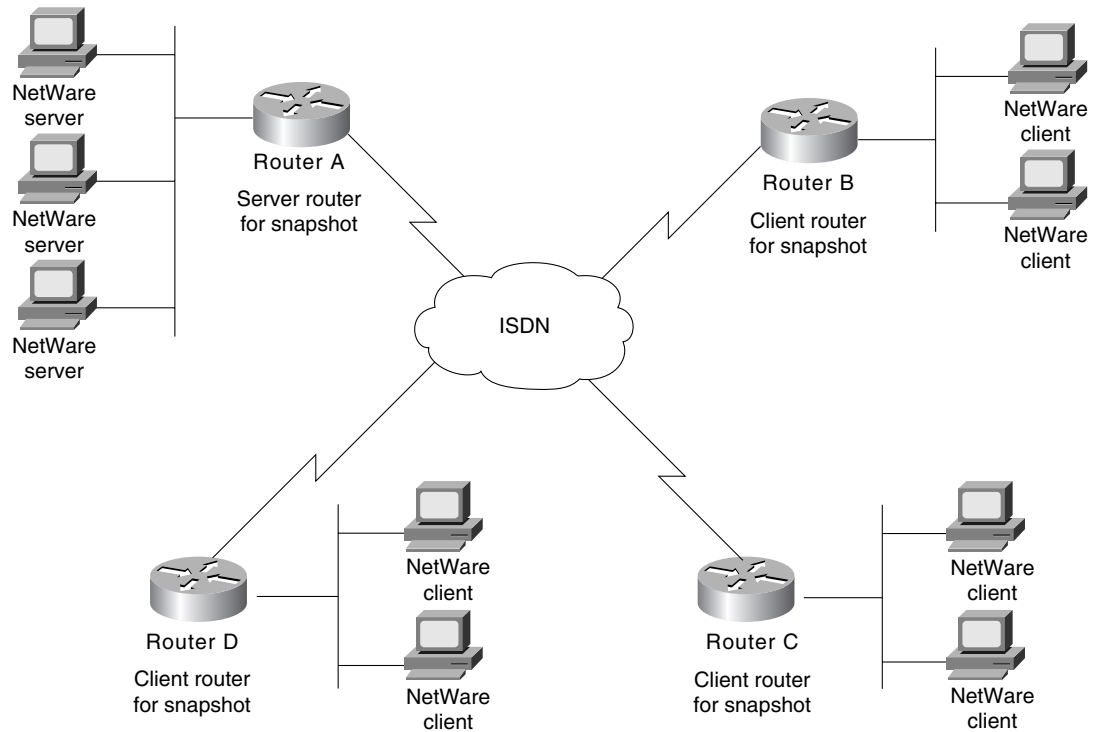 NetWare
server
NetWare
server
NetWare
server
Router A
Server router
for snapshot
Router B
Client router
for snapshot
NetWare
client
NetWare
client
ISDN
Router D
Client router
for snapshot
NetWare
client
NetWare
client
Router C
Client router
for snapshot
NetWare
client
NetWare
client